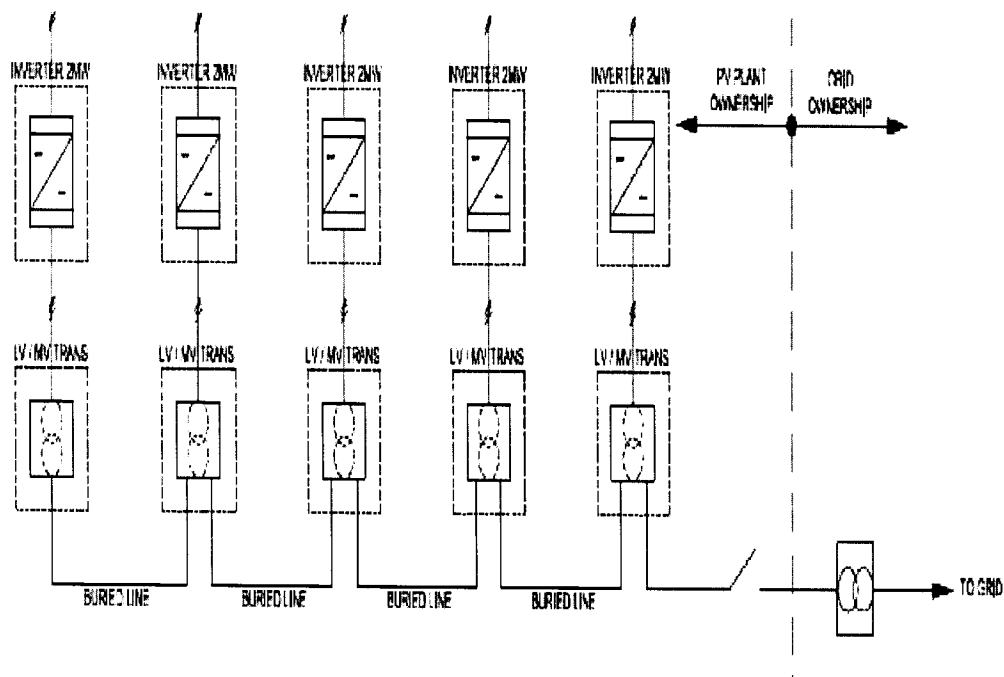 INVERTER 2MW
INVERTER 2MW
INVERTER 2MW
INVERTER 2MW
INVERTER 2MW
PV PLANT
OWNERSHIP
GRID
OWNERSHIP
LV / MV TRANS
LV / MV TRANS
LV / MV TRANS
LV / MV TRANS
LV / MV TRANS
BURIED LINE
BURIED LINE
BURIED LINE
BURIED LINE
TO GRID